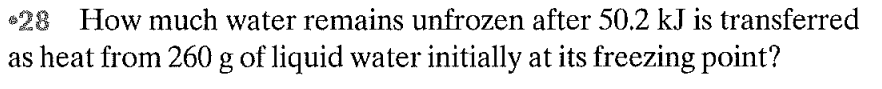 •28 How much water remains unfrozen after 50.2 kJ is transferred
as heat from 260 g of liquid water initially at its freezing point?